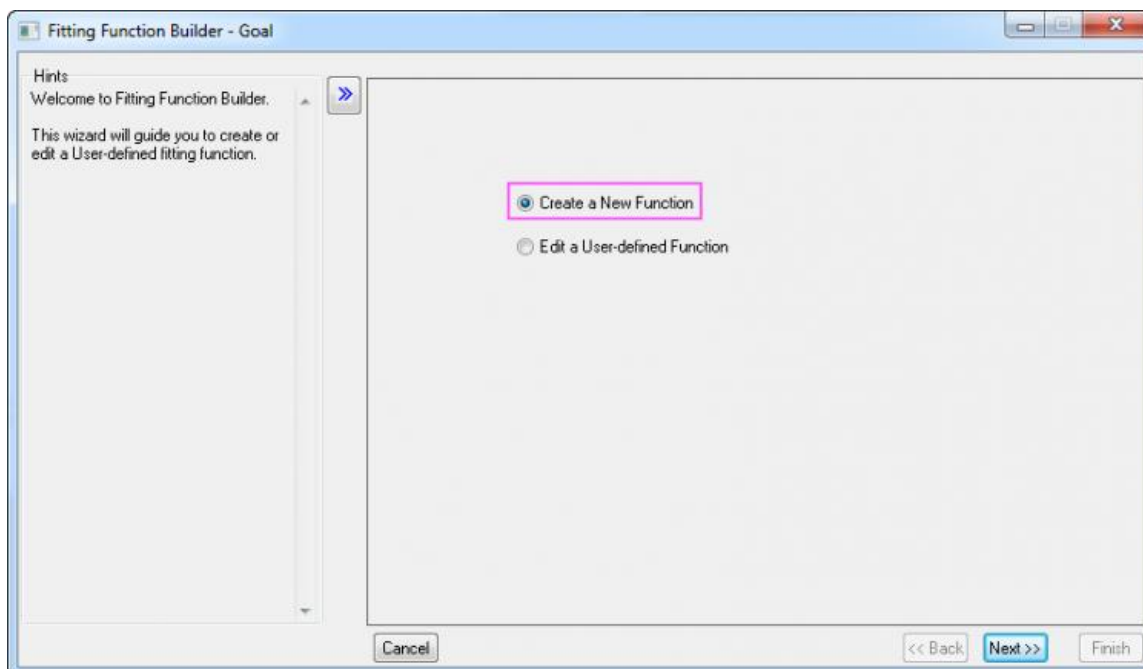 Fitting Function Builder - Goal
Hints
Welcome to Fitting Function Builder.
This wizard will guide you to create or
edit a User-defined fitting function.
»
Create a New Function
Edit a User-defined Function
Cancel
<< Back
Next >>
Finish